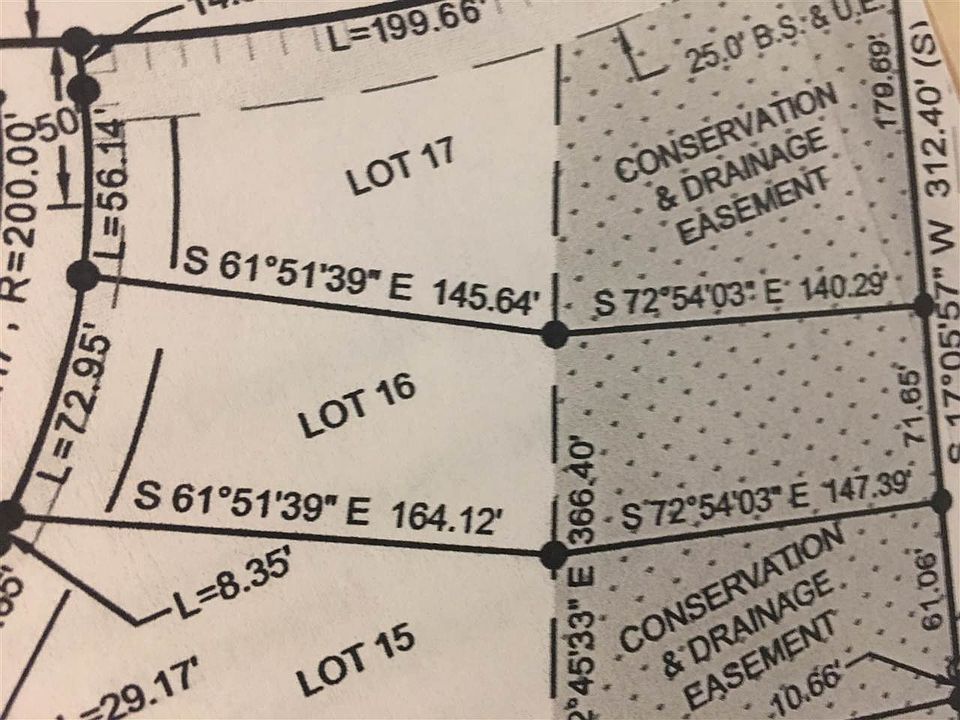 L=199.66'
25.0' B.S. & U.E.
179.69'
S 17°05'57" W 312.40' (S)
50'
L=56.14'
R=200.00'
LOT 17
CONSERVATION
& DRAINAGE
EASEMENT
S 61°51'39" E 145.64'
S 72°54'03" E 140.29'
L=72.95'
LOT 16
71.65'
366.40'
S 61°51'39" E 164.12'
S 72°54'03" E 147.39'
L=8.35'
CONSERVATION
& DRAINAGE
EASEMENT
61.06'
LOT 15
2°45'33" E
10.66'
L=29.17'